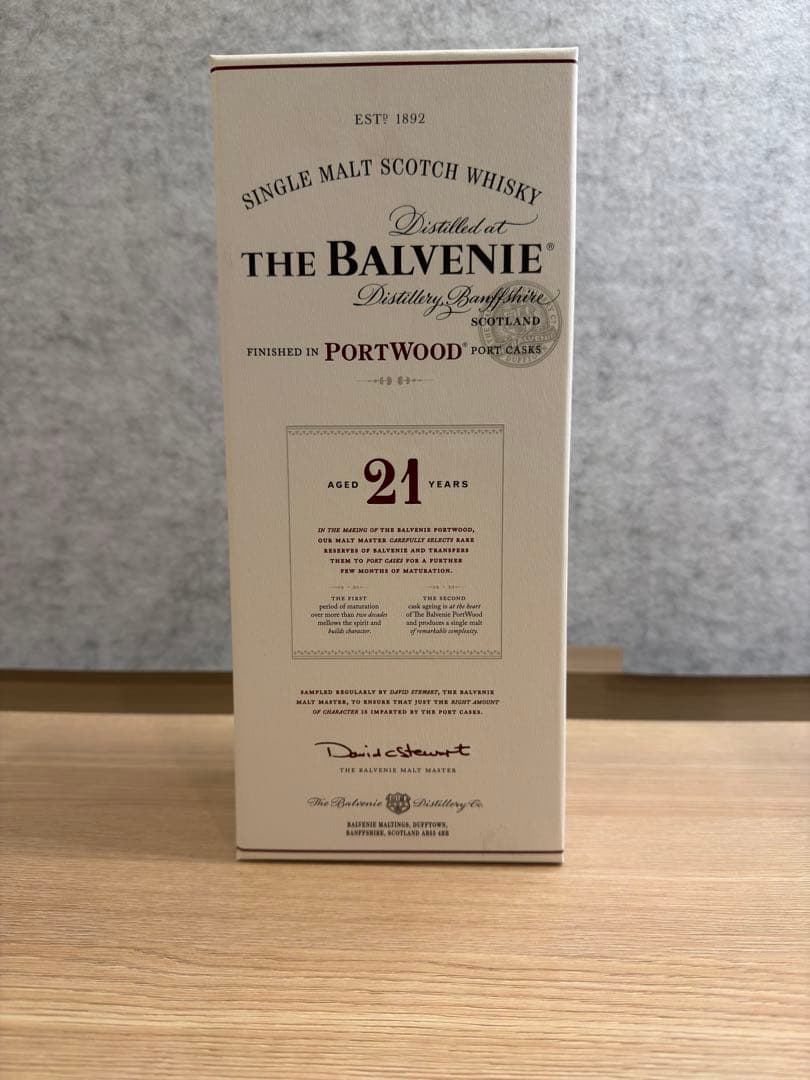 ESTD 1892
SINGLE MALT SCOTCH WHISKY
Distilled at
THE BALVENIE®
Distillery, Banffshire
SCOTLAND
FINISHED IN PORTWOOD® PORT CASKS
AGED 21 YEARS
IN THE MAKING OF THE BALVENIE PORTWOOD,
OUR MALT MASTER CAREFULLY SELECTS RARE
RESERVES OF BALVENIE AND TRANSFERS
THEM TO PORT CASKS FOR A FURTHER
FEW MONTHS OF MATURATION.
THE FIRST
period of maturation
over more than two decades
mellows the spirit and
builds character.
THE SECOND
cask ageing is at the heart
of The Balvenie PortWood
and produces a single malt
of remarkable complexity.
SAMPLED REGULARLY BY DAVID STEWART, THE BALVENIE
MALT MASTER, TO ENSURE THAT JUST THE RIGHT AMOUNT
OF CHARACTER IS IMPARTED BY THE PORT CASKS.
David C Stewart
THE BALVENIE MALT MASTER
The Balvenie Distillery Co.
BALVENIE MALTINGS, DUFFTOWN,
BANFFSHIRE, SCOTLAND AB55 4BB